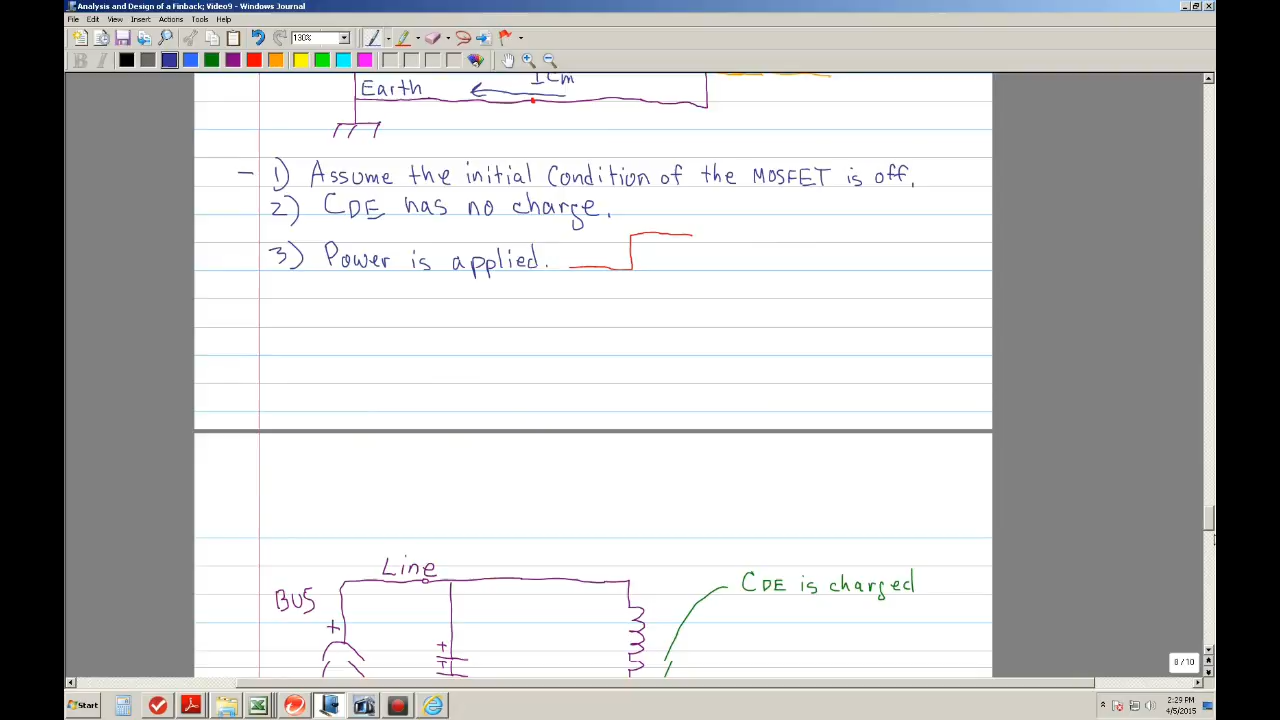 Analysis and Design of a Finback; Video9 - Windows Journal
File Edit View Insert Actions Tools Help
130%
B I
Icm
Earth
- 1) Assume the initial Condition of the MOSFET is off.
2) CDE has no charge.
3) Power is applied.
Line
CDE is charged
BUS
+
+
8 / 10
Start
2:29 PM
4/5/2015